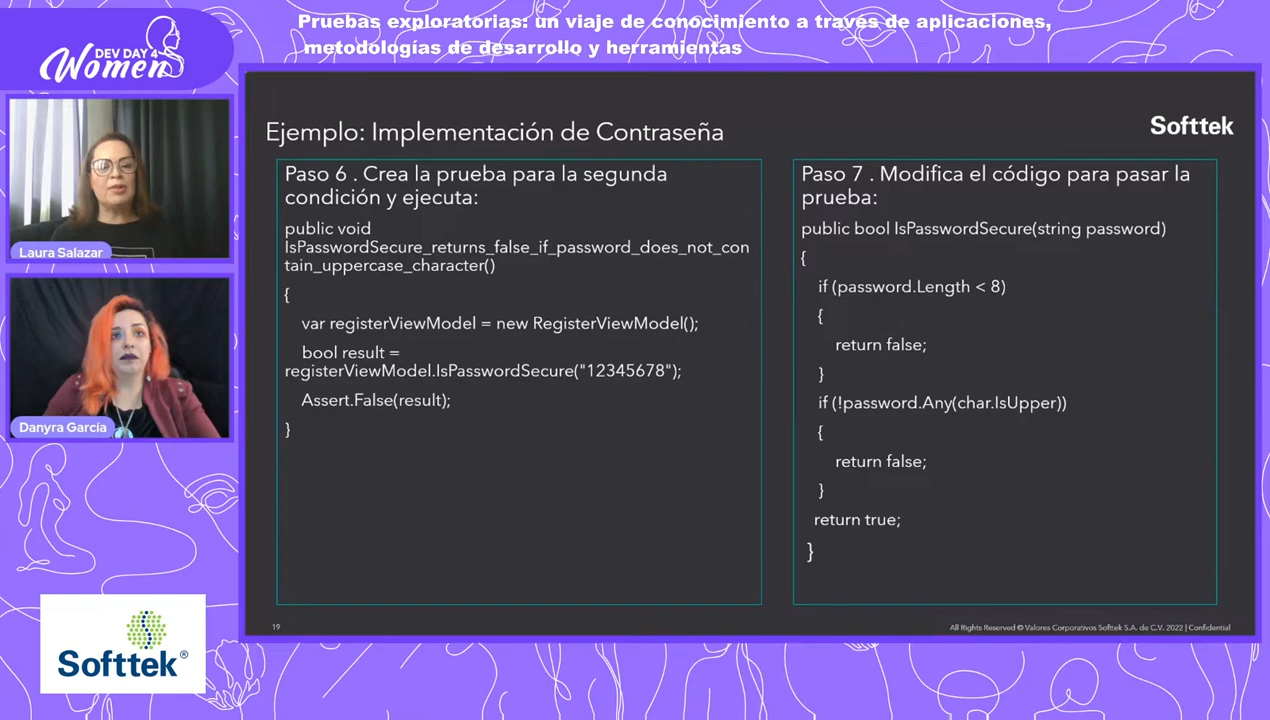 Pruebas exploratorias: un viaje de conocimiento a través de aplicaciones,
metodologías de desarrollo y herramientas
DEV DAY 4
Women
Laura Salazar
Danyra García
Softtek®
Softtek
Ejemplo: Implementación de Contraseña
Paso 6 . Crea la prueba para la segunda
condición y ejecuta:
public void
IsPasswordSecure_returns_false_if_password_does_not_con
tain_uppercase_character()
{
var registerViewModel = new RegisterViewModel();
bool result =
registerViewModel.IsPasswordSecure("12345678");
Assert.False(result);
}
Paso 7 . Modifica el código para pasar la
prueba:
public bool IsPasswordSecure(string password)
{
if (password.Length < 8)
{
return false;
}
if (!password.Any(char.IsUpper))
{
return false;
}
return true;
}
19
All Rights Reserved © Valores Corporativos Softtek S.A. de C.V. 2022 | Confidential